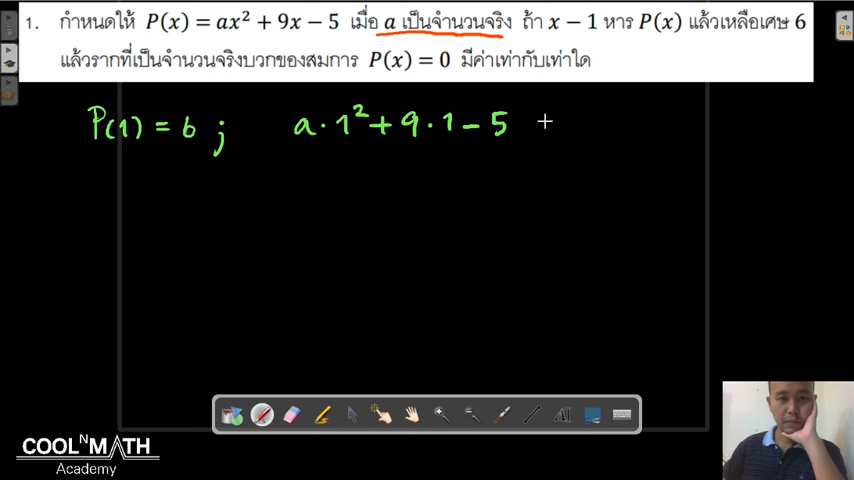 1. กำหนดให้ P(x) = ax² + 9x − 5 เมื่อ a เป็นจำนวนจริง ถ้า x − 1 หาร P(x) แล้วเหลือเศษ 6
แล้วรากที่เป็นจำนวนจริงบวกของสมการ P(x) = 0 มีค่าเท่ากับเท่าใด
P(1) = 6 ; a · 1² + 9 · 1 − 5
AI
COOL N MATH
Academy